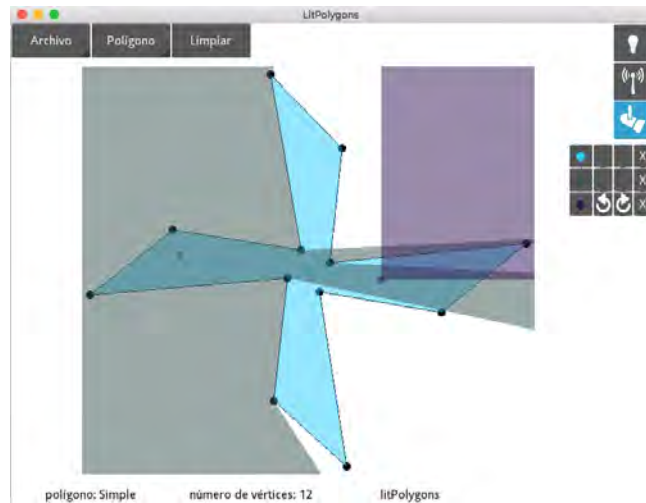 LitPolygons
Archivo Polígono Limpiar
X
X
X
polígono: Simple número de vértices: 12 litPolygons